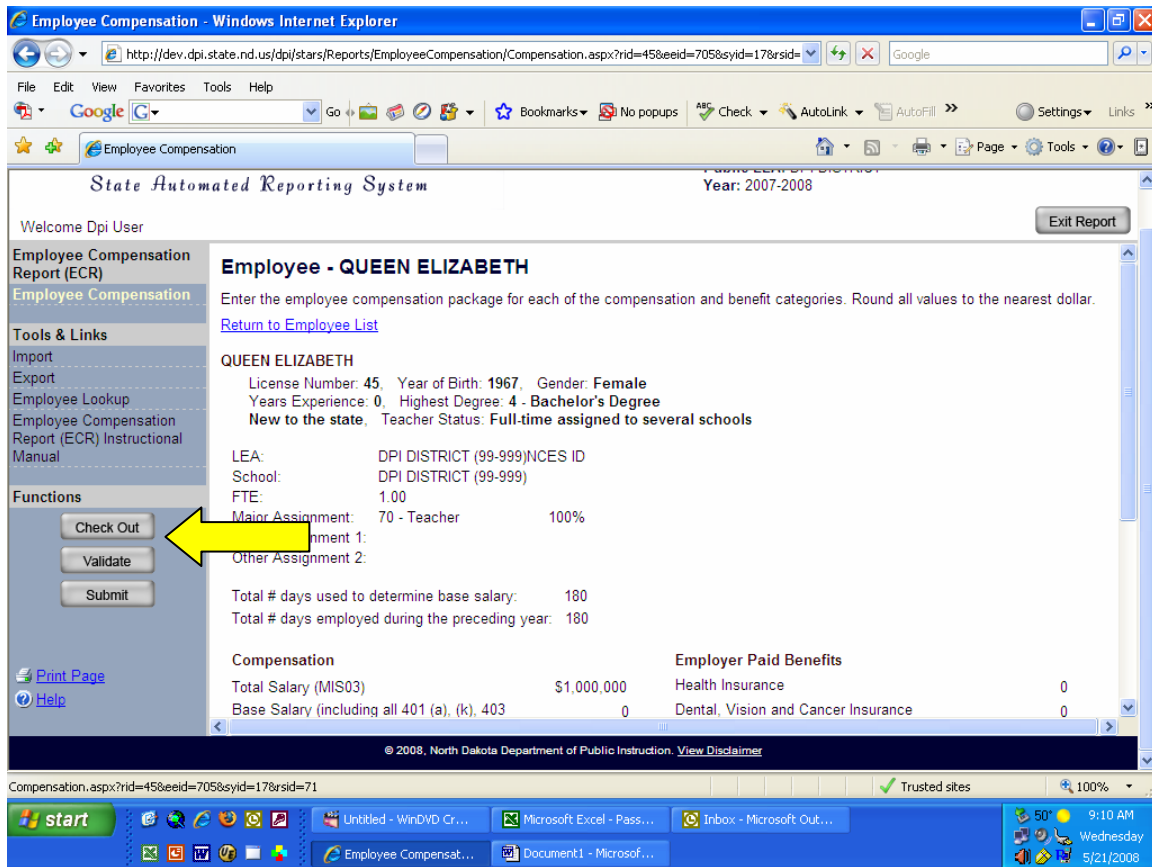 Employee Compensation - Windows Internet Explorer
http://dev.dpi.state.nd.us/dpi/stars/Reports/EmployeeCompensation/Compensation.aspx?rid=45&eeid=705&syid=17&rsid=
Google
File Edit View Favorites Tools Help
Google G Go Bookmarks No popups Check AutoLink AutoFill Settings Links
Employee Compensation
Page Tools
State Automated Reporting System
Year: 2007-2008
Welcome Dpi User
Exit Report
Employee Compensation
Report (ECR)
Employee Compensation
Tools & Links
Import
Export
Employee Lookup
Employee Compensation
Report (ECR) Instructional
Manual
Functions
Check Out
Validate
Submit
Print Page
Help
Employee - QUEEN ELIZABETH
Enter the employee compensation package for each of the compensation and benefit categories. Round all values to the nearest dollar.
Return to Employee List
QUEEN ELIZABETH
License Number: 45, Year of Birth: 1967, Gender: Female
Years Experience: 0, Highest Degree: 4 - Bachelor's Degree
New to the state, Teacher Status: Full-time assigned to several schools
LEA: DPI DISTRICT (99-999)NCES ID
School: DPI DISTRICT (99-999)
FTE: 1.00
Major Assignment: 70 - Teacher 100%
1:
Other Assignment 2:
Total # days used to determine base salary: 180
Total # days employed during the preceding year: 180
Compensation
Total Salary (MIS03) $1,000,000
Base Salary (including all 401 (a), (k), 403 0
Employer Paid Benefits
Health Insurance 0
Dental, Vision and Cancer Insurance 0
© 2008, North Dakota Department of Public Instruction. View Disclaimer
Compensation.aspx?rid=45&eeid=705&syid=17&rsid=71
Trusted sites
100%
start
Untitled - WinDVD Cr...
Microsoft Excel - Pass...
Inbox - Microsoft Out...
Employee Compensat...
Document1 - Microsof...
50°
9:10 AM
Wednesday
5/21/2008